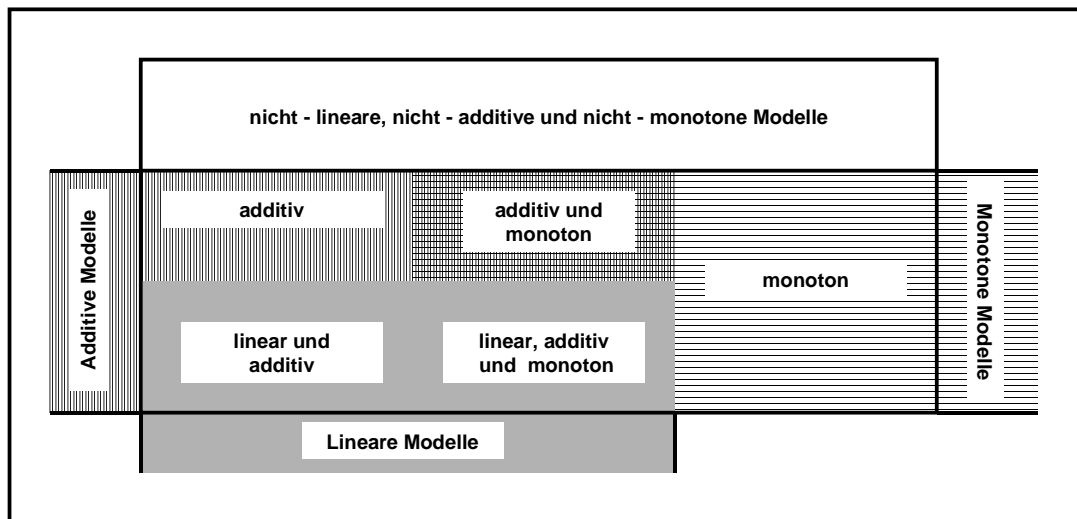 nicht - lineare, nicht - additive und nicht - monotone Modelle
Additive Modelle
additiv
additiv und
monoton
monoton
Monotone Modelle
linear und
additiv
linear, additiv
und monoton
Lineare Modelle